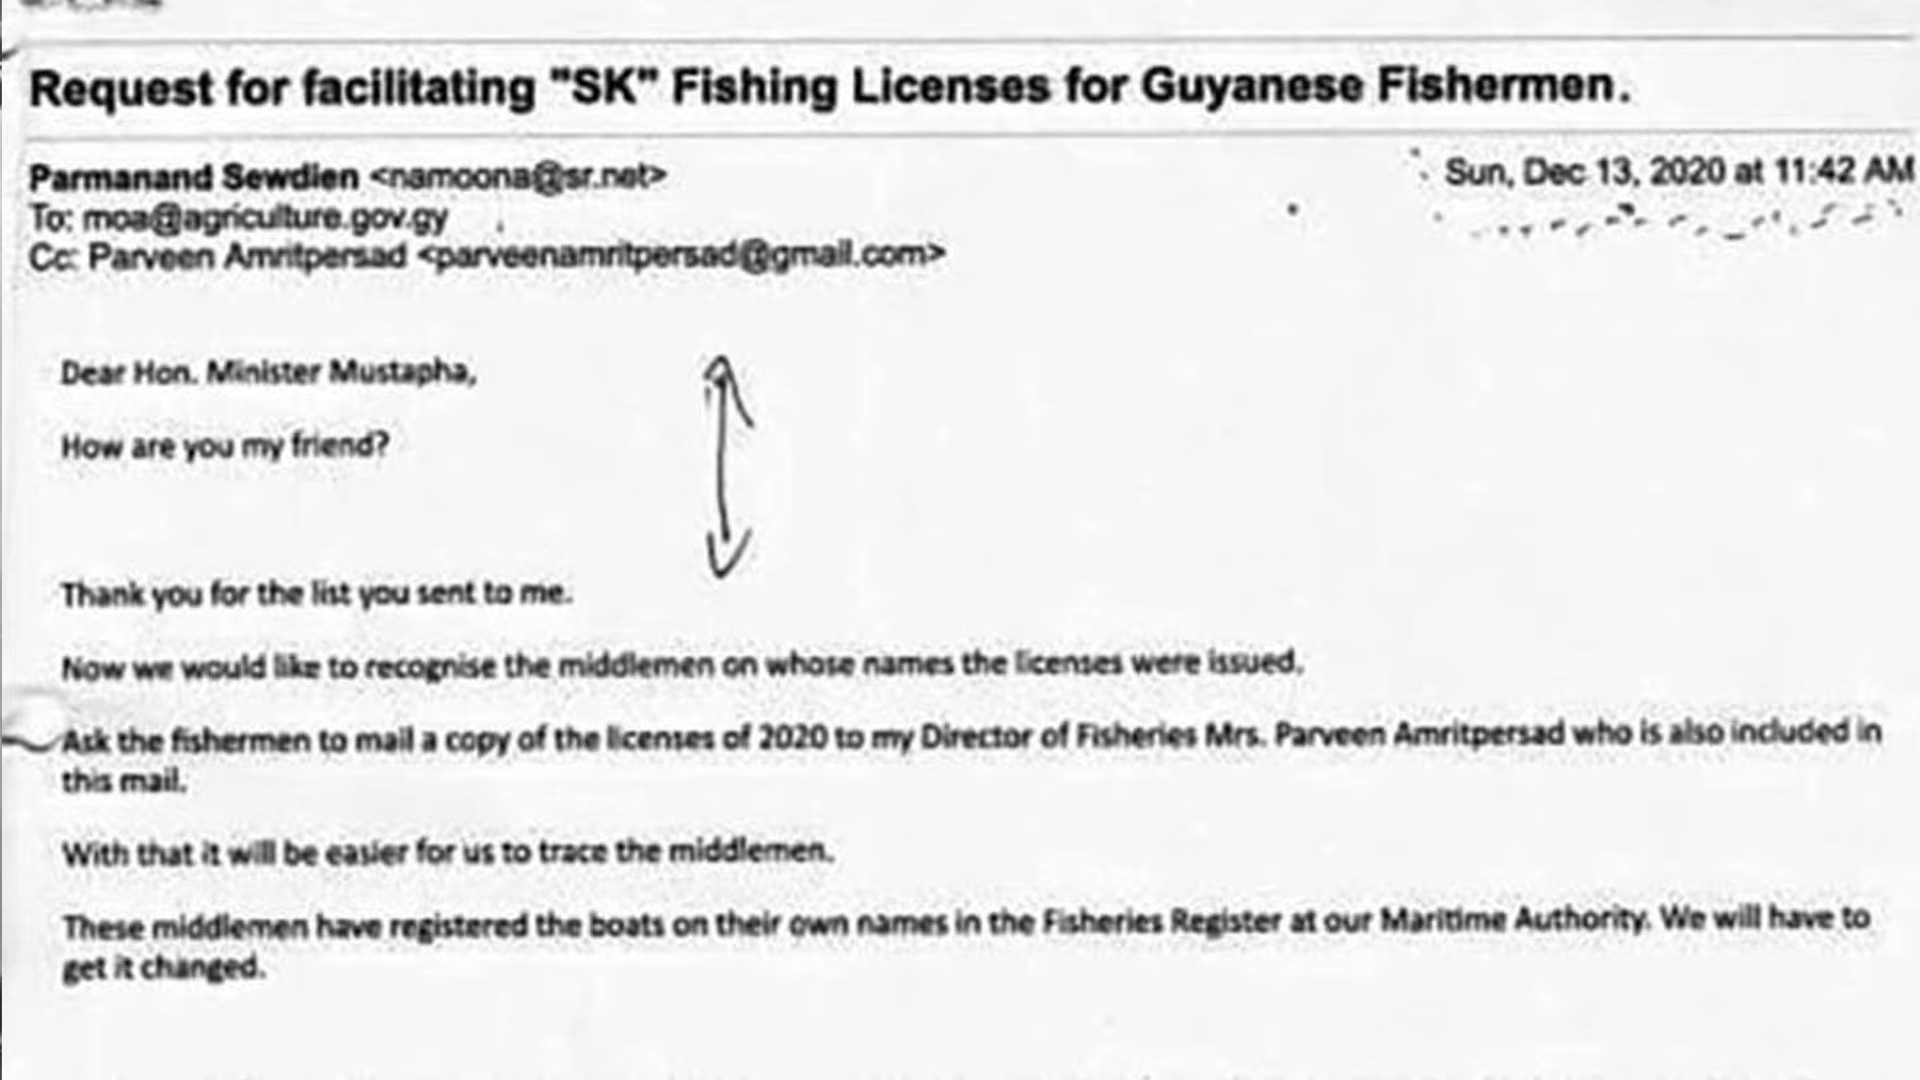 Request for facilitating "SK" Fishing Licenses for Guyanese Fishermen.
Parmanand Sewdien <namoona@sr.net>
Sun, Dec 13, 2020 at 11:42 AM
To: moa@agriculture.gov.gy
Cc: Parveen Amritpersad <parveenamritpersad@gmail.com>
Dear Hon. Minister Mustapha,
How are you my friend?
Thank you for the list you sent to me.
Now we would like to recognise the middlemen on whose names the licenses were issued.
Ask the fishermen to mail a copy of the licenses of 2020 to my Director of Fisheries Mrs. Parveen Amritpersad who is also included in
this mail.
With that it will be easier for us to trace the middlemen.
These middlemen have registered the boats on their own names in the Fisheries Register at our Maritime Authority. We will have to
get it changed.